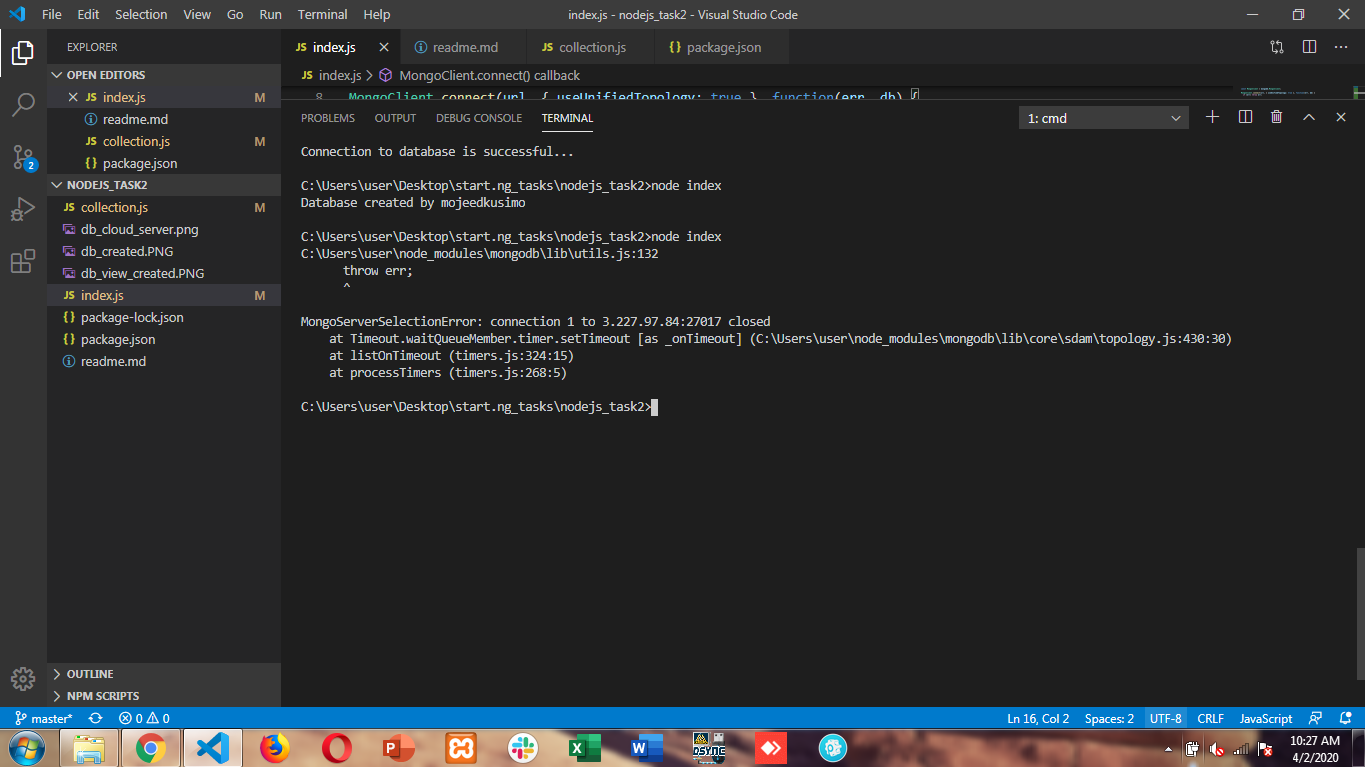 File Edit Selection View Go Run Terminal Help
index.js - nodejs_task2 - Visual Studio Code
EXPLORER
OPEN EDITORS
JS index.js M
readme.md
JS collection.js M
{} package.json
NODEJS_TASK2
JS collection.js M
db_cloud_server.png
db_created.PNG
db_view_created.PNG
JS index.js M
{} package-lock.json
{} package.json
readme.md
OUTLINE
NPM SCRIPTS
2
JS index.js
readme.md
JS collection.js
{} package.json
JS index.js > MongoClient.connect() callback
8 MongoClient.connect(url, { useUnifiedTopology: true }, function(err, db) {
PROBLEMS OUTPUT DEBUG CONSOLE TERMINAL
1: cmd
Connection to database is successful...
C:\Users\user\Desktop\start.ng_tasks\nodejs_task2>node index
Database created by mojeedkusimo
C:\Users\user\Desktop\start.ng_tasks\nodejs_task2>node index
C:\Users\user\node_modules\mongodb\lib\utils.js:132
throw err;
^
MongoServerSelectionError: connection 1 to 3.227.97.84:27017 closed
at Timeout.waitQueueMember.timer.setTimeout [as _onTimeout] (C:\Users\user\node_modules\mongodb\lib\core\sdam\topology.js:430:30)
at listOnTimeout (timers.js:324:15)
at processTimers (timers.js:268:5)
C:\Users\user\Desktop\start.ng_tasks\nodejs_task2>
master* 0 0
Ln 16, Col 2 Spaces: 2 UTF-8 CRLF JavaScript
P
X
W
QSYNC
10:27 AM
4/2/2020